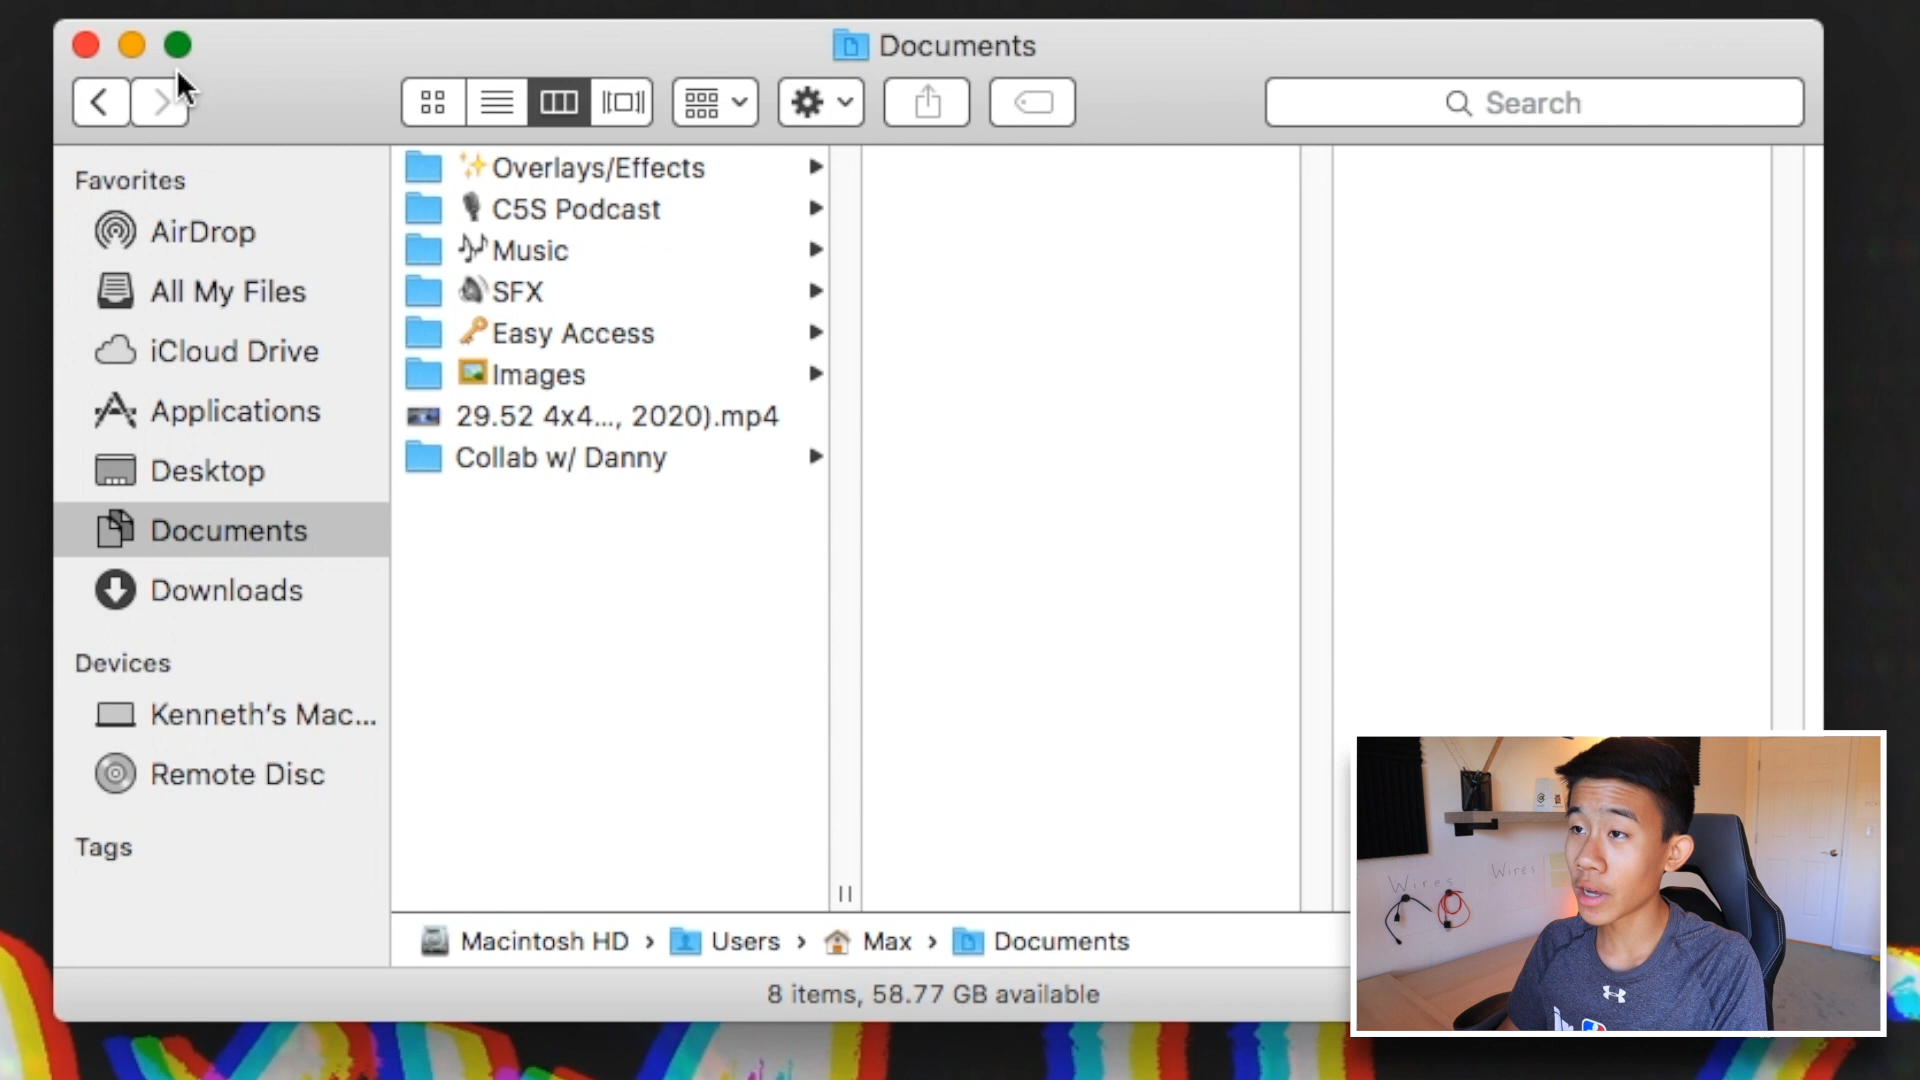 Documents
Search
Favorites
AirDrop
All My Files
iCloud Drive
Applications
Desktop
Documents
Downloads
Devices
Kenneth's Mac...
Remote Disc
Tags
Overlays/Effects
C5S Podcast
Music
SFX
Easy Access
Images
29.52 4x4..., 2020).mp4
Collab w/ Danny
Macintosh HD › Users › Max › Documents
8 items, 58.77 GB available
Wires
Wires